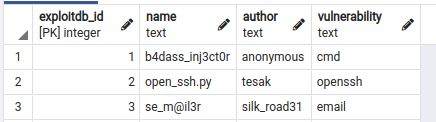 exploitdb_id name author vulnerability
[PK] integer text text text
1 1 b4dass_inj3ct0r anonymous cmd
2 2 open_ssh.py tesak openssh
3 3 se_m@il3r silk_road31 email